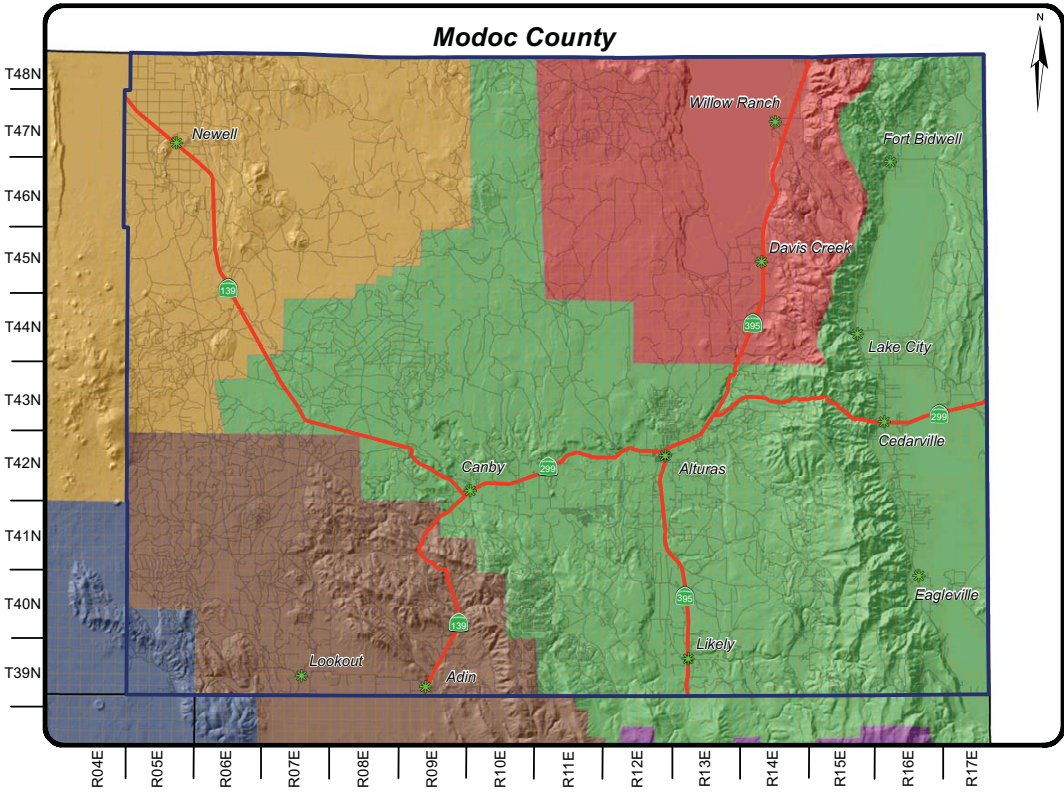 Modoc County
N
T48N
Willow Ranch
T47N
Newell
Fort Bidwell
T46N
T45N
Davis Creek
139
T44N
395
Lake City
T43N
299
Cedarville
T42N
Canby
299
Alturas
T41N
T40N
139
395
Eagleville
Likely
T39N
Lookout
Adin
R04E
R05E
R06E
R07E
R08E
R09E
R10E
R11E
R12E
R13E
R14E
R15E
R16E
R17E